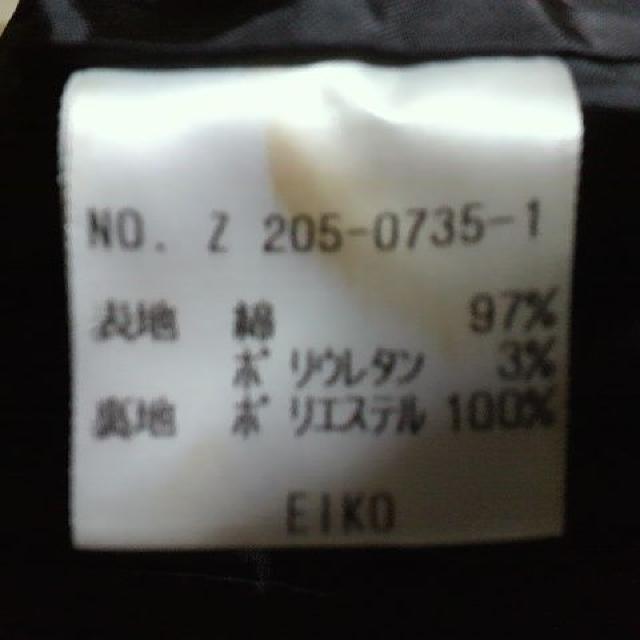 NO. Z 205-0735-1
表地 綿 97%
ポリウレタン 3%
裏地 ポリエステル 100%
EIKO